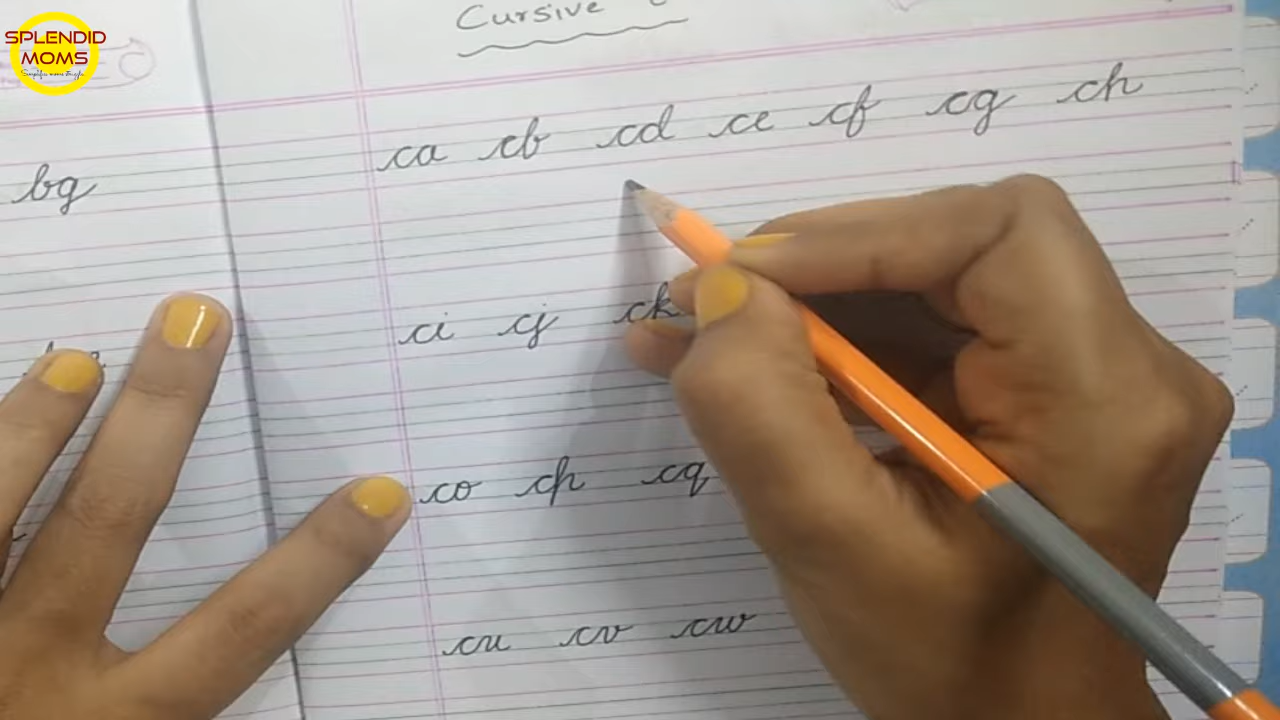 SPLENDID
MOMS
Cursive
ca cb cd ce cf cg ch
bg
ci cj ck
co cp cq
cu cv cw